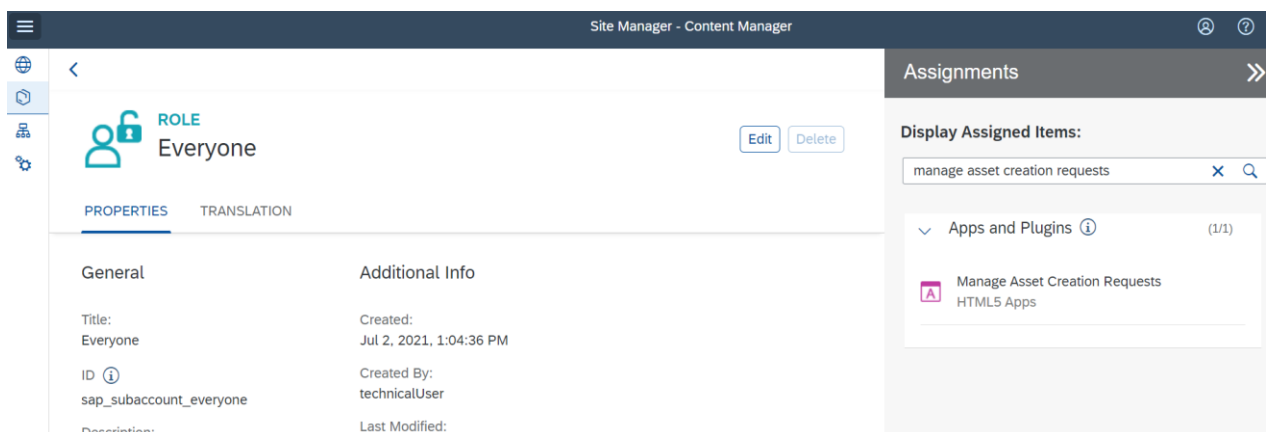 Site Manager - Content Manager
ROLE
Everyone
Edit
Delete
PROPERTIES
TRANSLATION
General
Title:
Everyone
ID
sap_subaccount_everyone
Description:
Additional Info
Created:
Jul 2, 2021, 1:04:36 PM
Created By:
technicalUser
Last Modified:
Assignments
Display Assigned Items:
manage asset creation requests
Apps and Plugins (1/1)
A
Manage Asset Creation Requests
HTML5 Apps